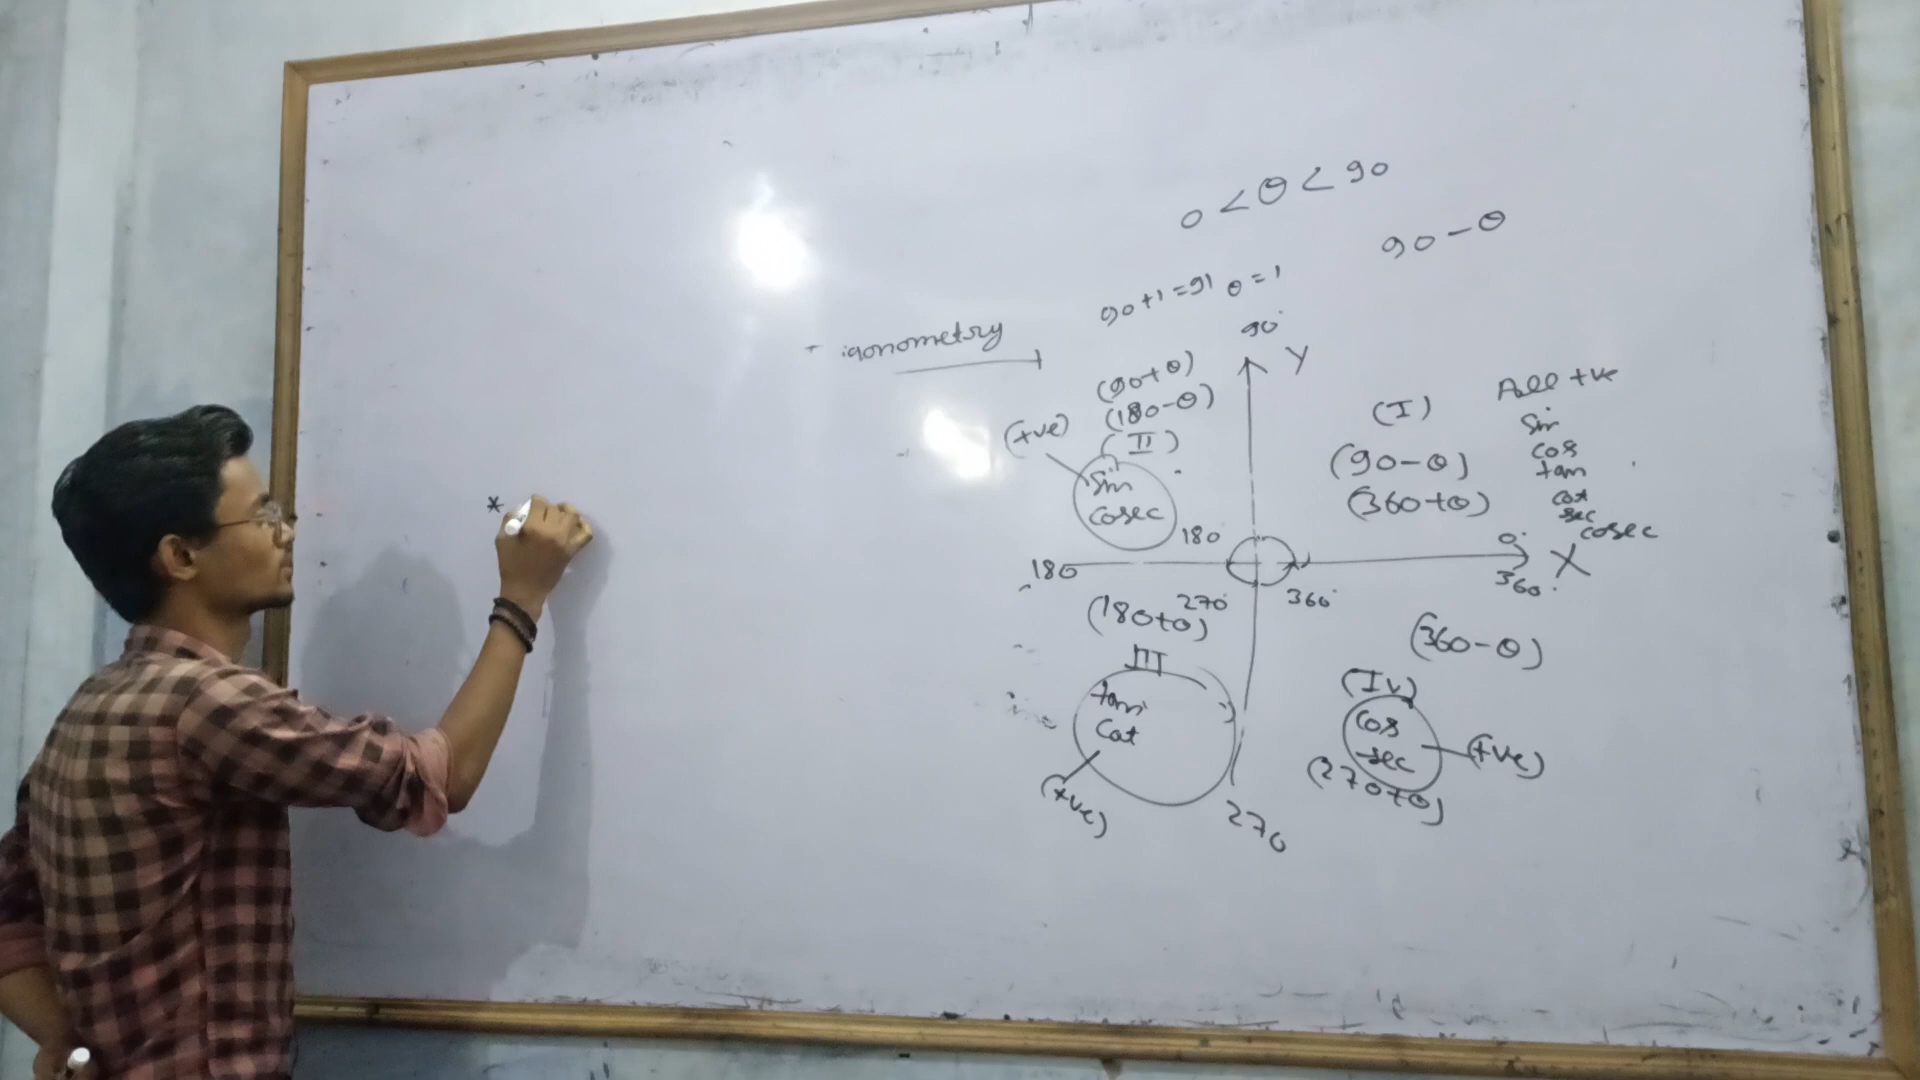 0 < θ < 90
90 - θ
90+1=91 θ=1
igonometry
90°
Y
(90+θ)
(180-θ)
(II)
(+ve)
sin
cosec
(I)
(90-θ)
(360+θ)
All +ve
sin
cos
tan
cot
sec
cosec
180
180
0°
X
360°
270°
360°
(180+θ)
III
tan
cot
(+ve)
(360-θ)
(IV)
cos
sec
(+ve)
(270+θ)
270
*